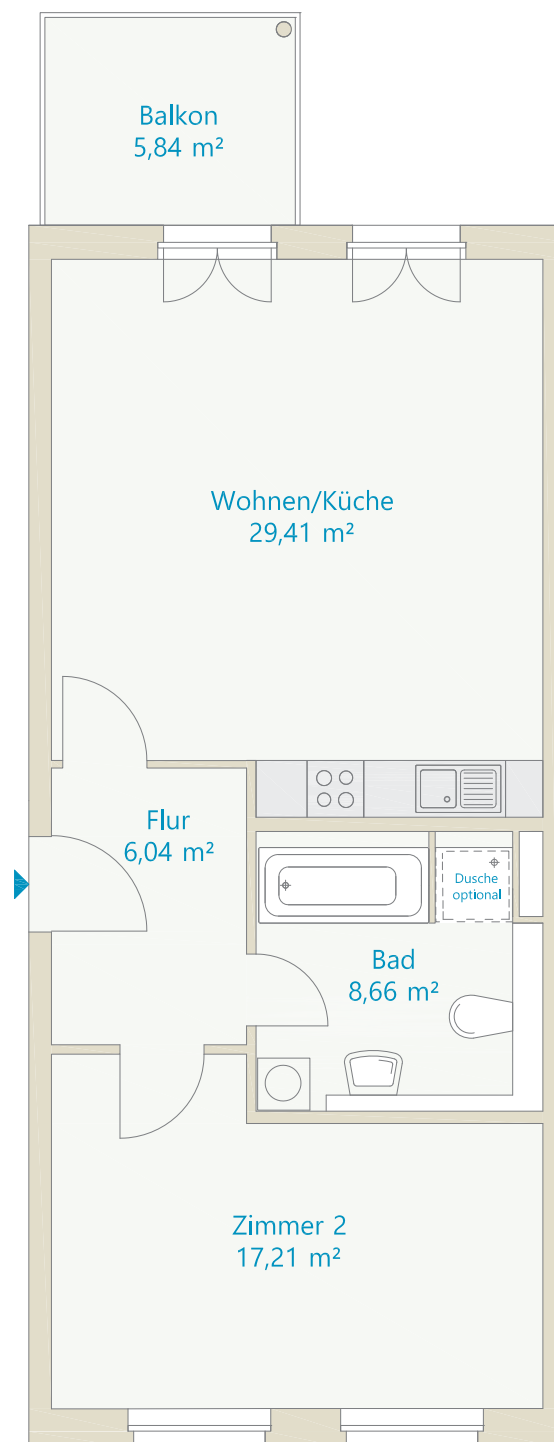 Balkon
5,84 m²
Wohnen/Küche
29,41 m²
Flur
6,04 m²
Dusche
optional
Bad
8,66 m²
Zimmer 2
17,21 m²